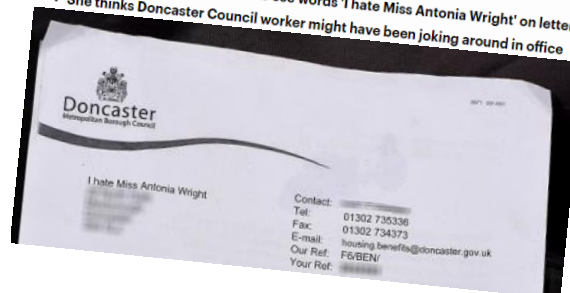 words 'I hate Miss Antonia Wright' on
She thinks Doncaster Council worker might have been joking around in office
Doncaster
Metropolitan Borough Council
I hate Miss Antonia Wright
Contact:
Tel: 01302 735336
Fax: 01302 734373
E-mail: housing.benefits@doncaster.gov.uk
Our Ref: F6/BEN/
Your Ref: